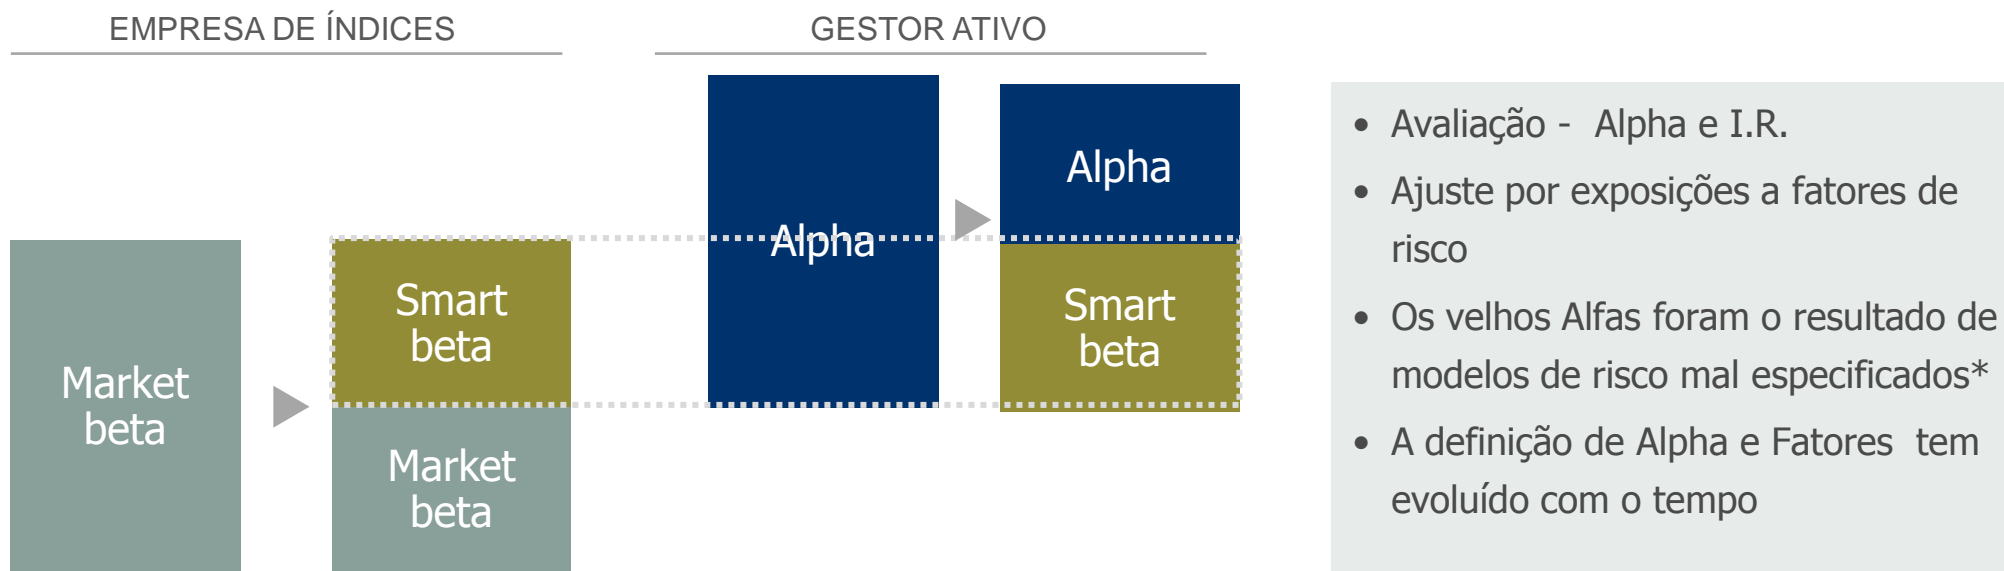 EMPRESA DE ÍNDICES
GESTOR ATIVO
Market
beta
Smart
beta
Market
beta
Alpha
Alpha
Smart
beta
• Avaliação - Alpha e I.R.
• Ajuste por exposições a fatores de
risco
• Os velhos Alfas foram o resultado de
modelos de risco mal especificados*
• A definição de Alpha e Fatores tem
evoluído com o tempo